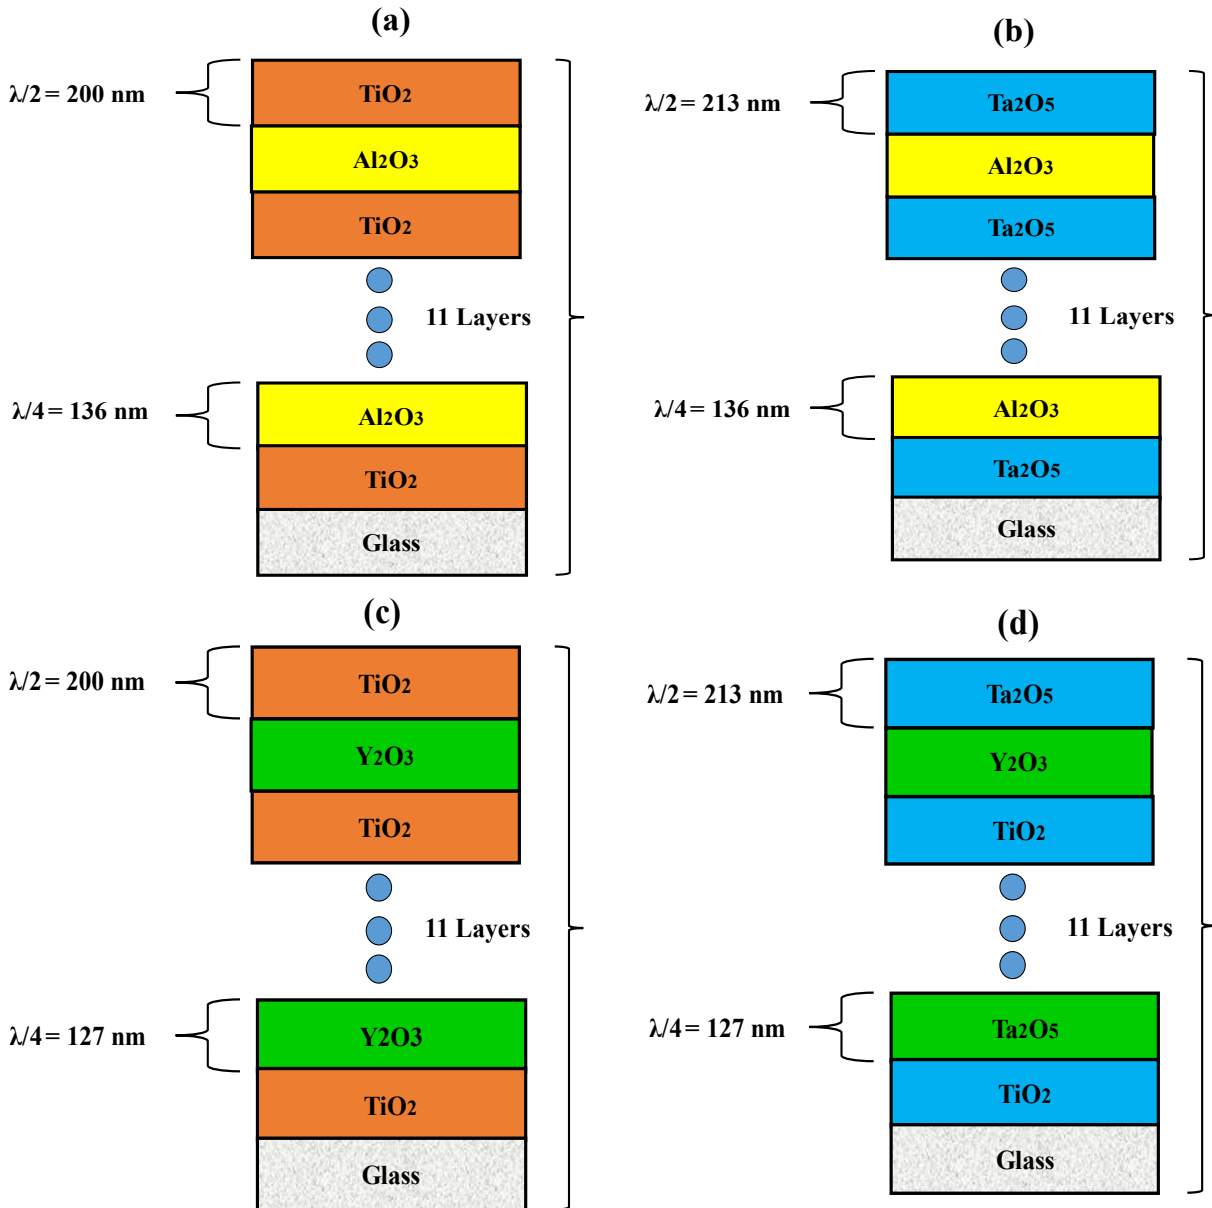 (a)
λ/2 = 200 nm
TiO2
Al2O3
TiO2
11 Layers
λ/4 = 136 nm
Al2O3
TiO2
Glass
(b)
λ/2 = 213 nm
Ta2O5
Al2O3
Ta2O5
11 Layers
λ/4 = 136 nm
Al2O3
Ta2O5
Glass
(c)
λ/2 = 200 nm
TiO2
Y2O3
TiO2
11 Layers
λ/4 = 127 nm
Y2O3
TiO2
Glass
(d)
λ/2 = 213 nm
Ta2O5
Y2O3
TiO2
11 Layers
λ/4 = 127 nm
Ta2O5
TiO2
Glass